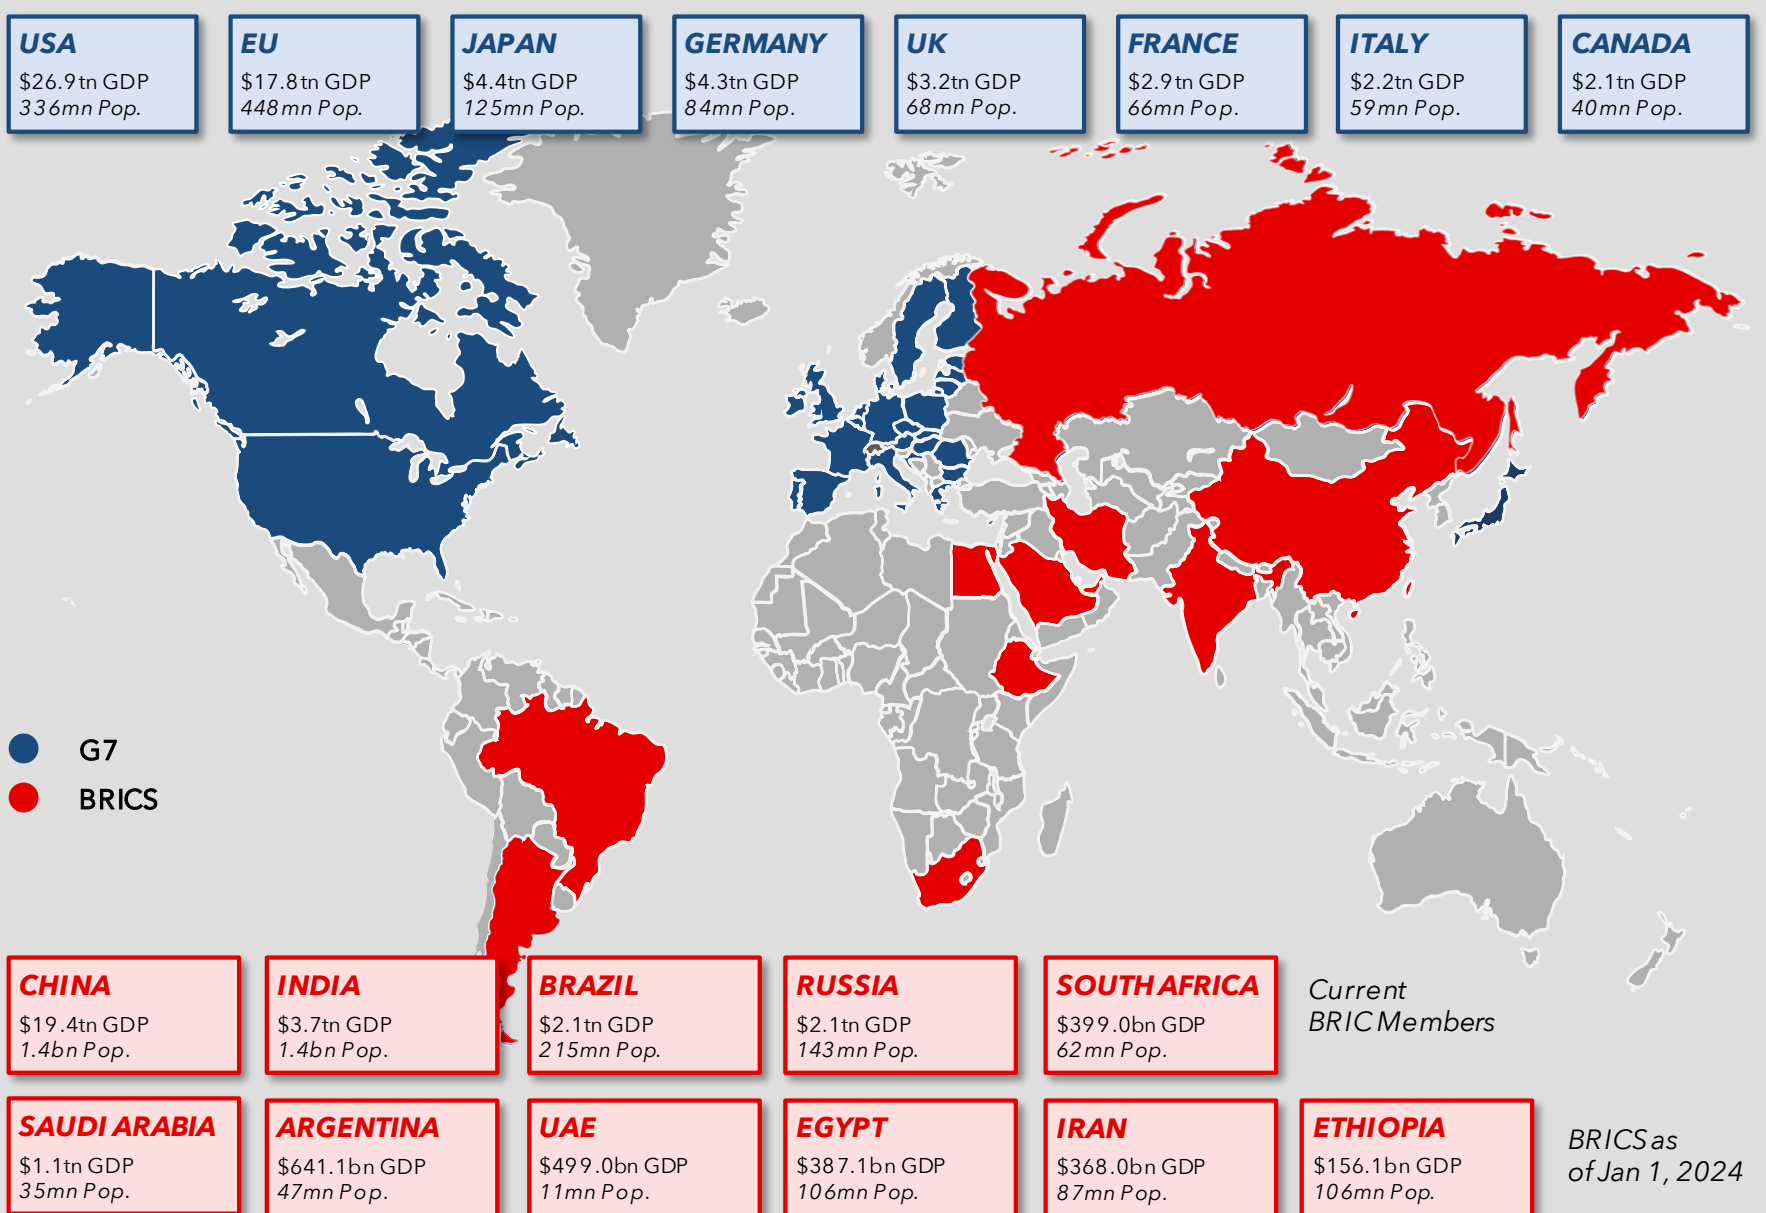 USA
$26.9tn GDP
336mn Pop.
EU
$17.8tn GDP
448mn Pop.
JAPAN
$4.4tn GDP
125mn Pop.
GERMANY
$4.3tn GDP
84mn Pop.
UK
$3.2tn GDP
68mn Pop.
FRANCE
$2.9tn GDP
66mn Pop.
ITALY
$2.2tn GDP
59mn Pop.
CANADA
$2.1tn GDP
40mn Pop.
G7
BRICS
CHINA
$19.4tn GDP
1.4bn Pop.
INDIA
$3.7tn GDP
1.4bn Pop.
BRAZIL
$2.1tn GDP
215mn Pop.
RUSSIA
$2.1tn GDP
143mn Pop.
SOUTH AFRICA
$399.0bn GDP
62mn Pop.
Current
BRIC Members
SAUDI ARABIA
$1.1tn GDP
35mn Pop.
ARGENTINA
$641.1bn GDP
47mn Pop.
UAE
$499.0bn GDP
11mn Pop.
EGYPT
$387.1bn GDP
106mn Pop.
IRAN
$368.0bn GDP
87mn Pop.
ETHIOPIA
$156.1bn GDP
106mn Pop.
BRICS as
of Jan 1, 2024